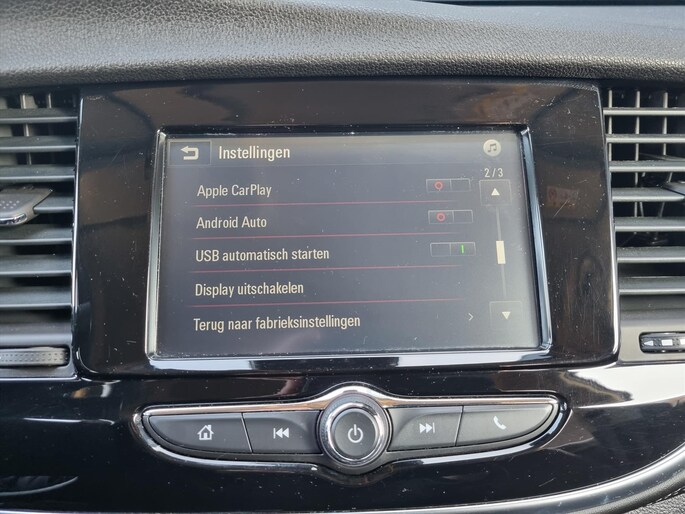 Instellingen
2/3
Apple CarPlay
Android Auto
USB automatisch starten
Display uitschakelen
Terug naar fabrieksinstellingen